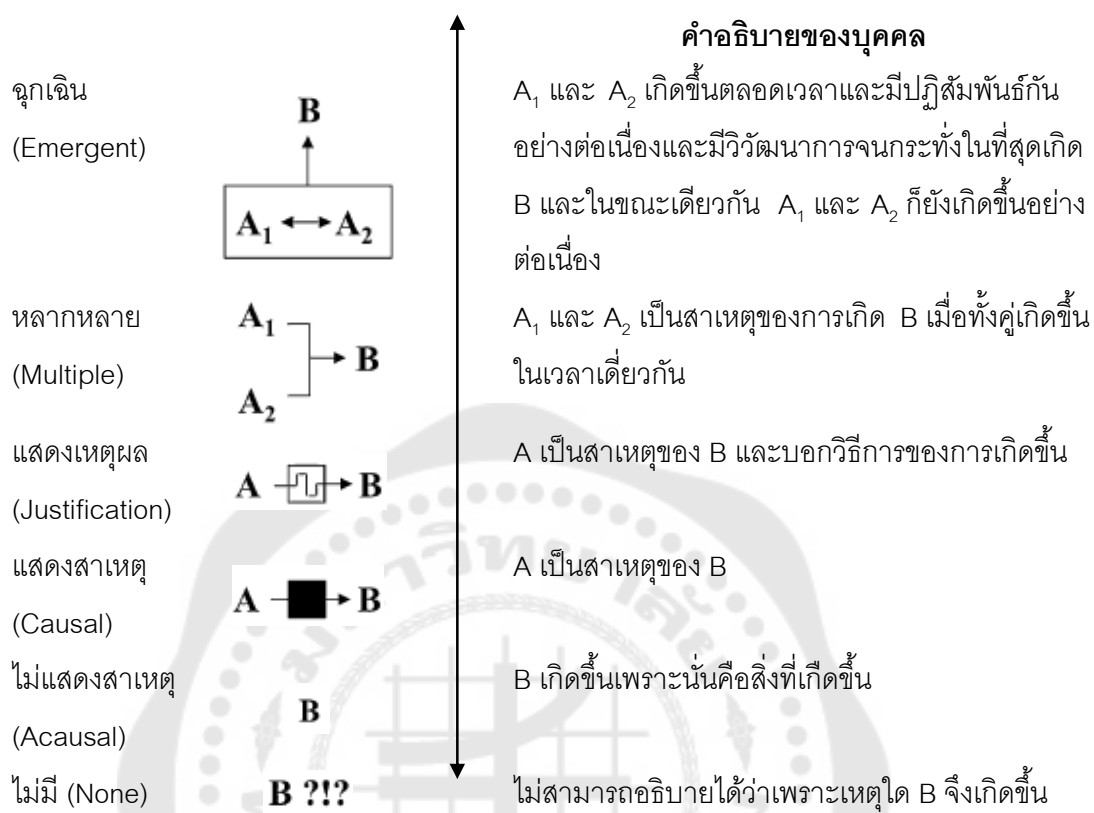 คำอธิบายของบุคคล
ฉุกเฉิน
(Emergent)
B
A₁ A₂
A₁ และ A₂ เกิดขึ้นตลอดเวลาและมีปฏิสัมพันธ์กัน
อย่างต่อเนื่องและมีวิวัฒนาการจนกระทั่งในที่สุดเกิด
B และในขณะเดียวกัน A₁ และ A₂ ก็ยังเกิดขึ้นอย่าง
ต่อเนื่อง
หลากหลาย
(Multiple)
A₁
B
A₂
A₁ และ A₂ เป็นสาเหตุของการเกิด B เมื่อทั้งคู่เกิดขึ้น
ในเวลาเดี่ยวกัน
แสดงเหตุผล
(Justification)
A B
A เป็นสาเหตุของ B และบอกวิธีการของการเกิดขึ้น
แสดงสาเหตุ
(Causal)
A B
A เป็นสาเหตุของ B
ไม่แสดงสาเหตุ
(Acausal)
B
B เกิดขึ้นเพราะนั่นคือสิ่งที่เกืดขึ้น
ไม่มี (None) B ?!? ไม่สามารถอธิบายได้ว่าเพราะเหตุใด B จึงเกิดขึ้น